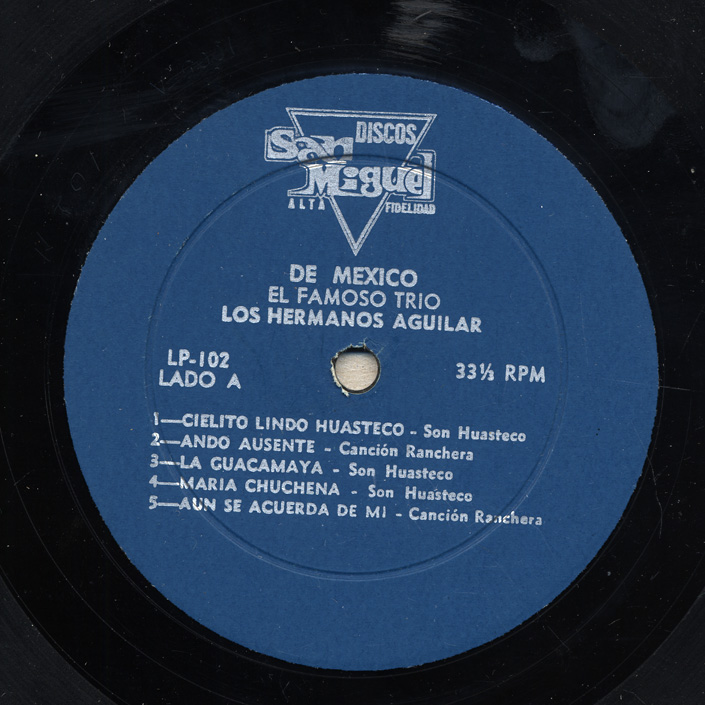 DISCOS
San
Miguel
ALTA FIDELIDAD
DE MEXICO
EL FAMOSO TRIO
LOS HERMANOS AGUILAR
LP-102
LADO A
33⅓ RPM
1—CIELITO LINDO HUASTECO - Son Huasteco
2—ANDO AUSENTE - Canción Ranchera
3—LA GUACAMAYA - Son Huasteco
4—MARIA CHUCHENA - Son Huasteco
5—AUN SE ACUERDA DE MI - Canción Ranchera